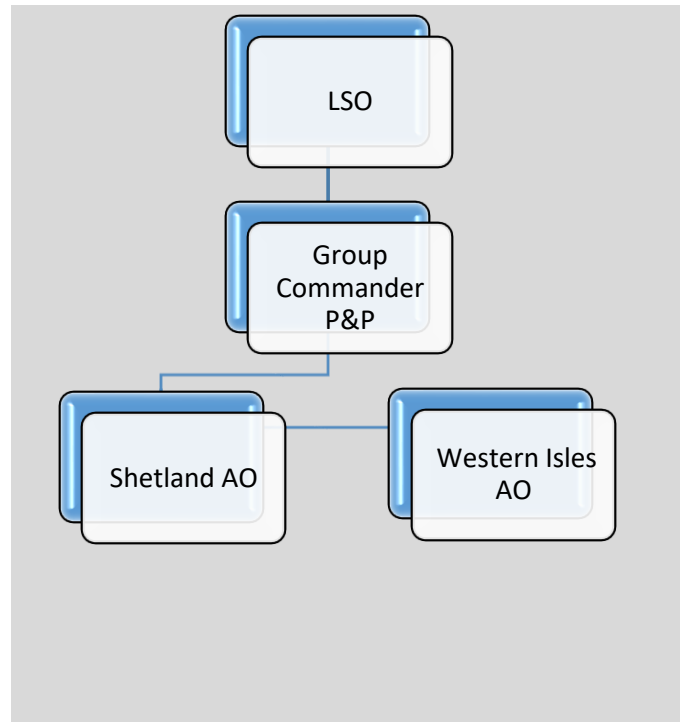 LSO
Group
Commander
P&P
Shetland AO
Western Isles
AO